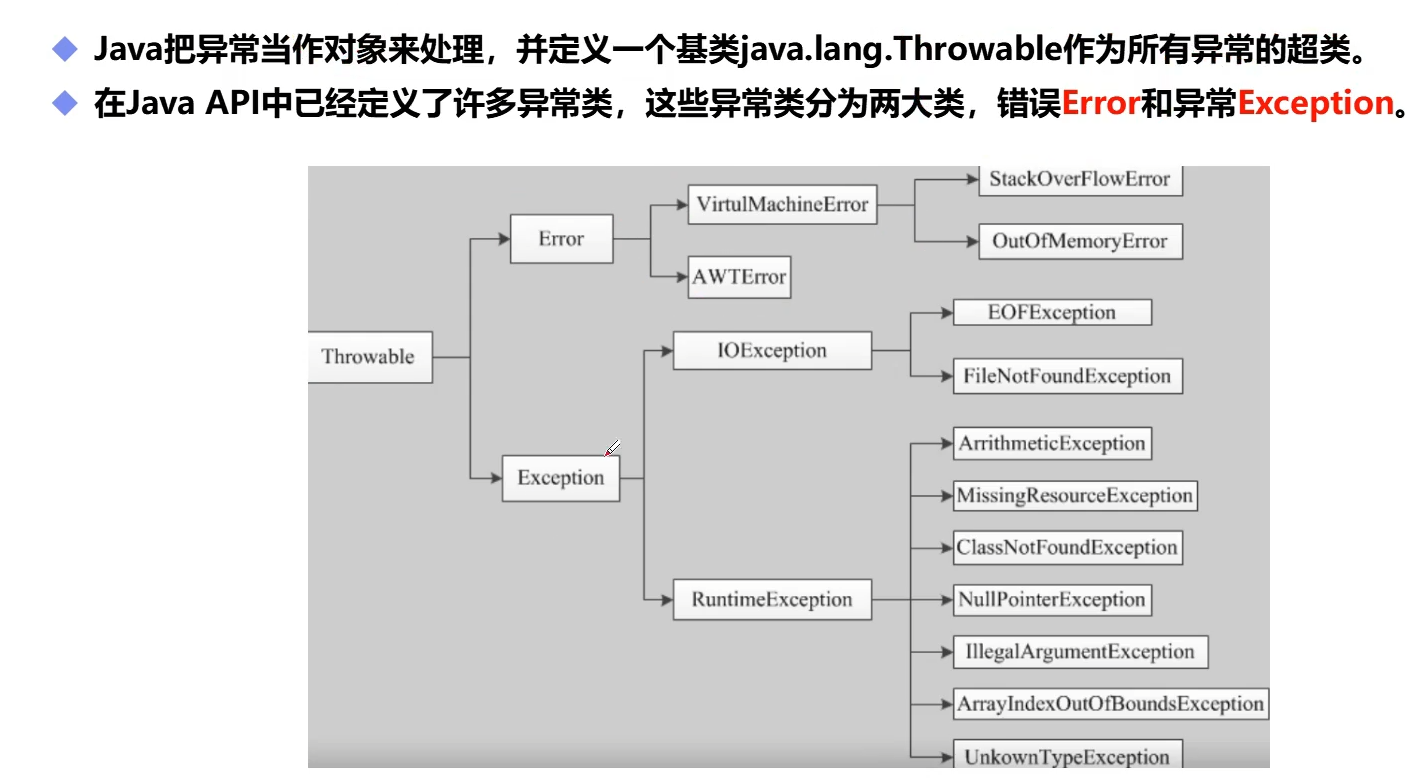 Java把异常当作对象来处理，并定义一个基类java.lang.Throwable作为所有异常的超类。
在Java API中已经定义了许多异常类，这些异常类分为两大类，错误Error和异常Exception。
StackOverFlowError
VirtulMachineError
Error
OutOfMemoryError
AWTError
EOFException
IOException
Throwable
FileNotFoundException
ArrithmeticException
Exception
MissingResourceException
ClassNotFoundException
RuntimeException
NullPointerException
IllegalArgumentException
ArrayIndexOutOfBoundsException
UnkownTypeException